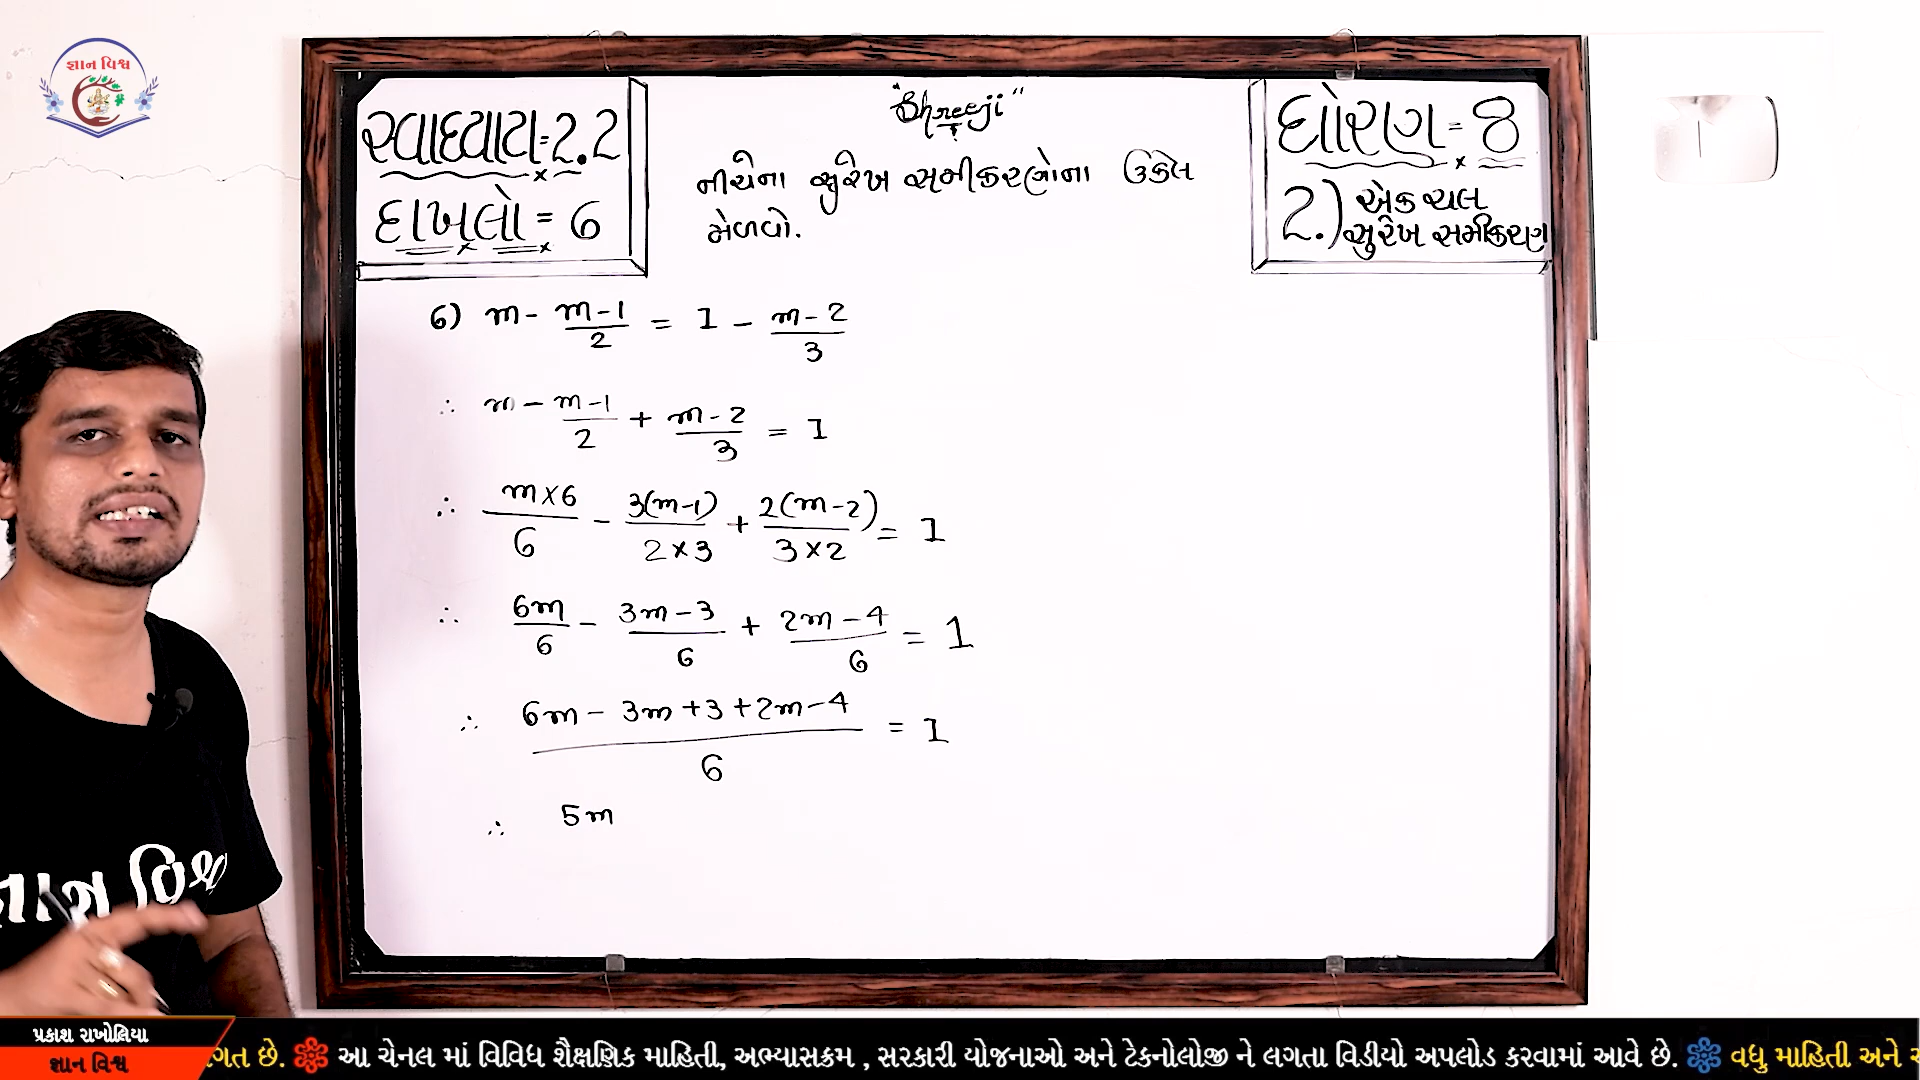 જ્ઞાન વિશ્વ
સ્વાધ્યાય=2.2
દાખલો = 6
"Shreeji"
નીચેના સુરેખ સમીકરણોના ઉકેલ
મેળવો.
ધોરણ = 8
2.) એક ચલ
સુરેખ સમીકરણ
6) m - (m-1)/2 = 1 - (m-2)/3
∴ m - (m-1)/2 + (m-2)/3 = 1
∴ (m×6)/6 - 3(m-1)/(2×3) + 2(m-2)/(3×2) = 1
∴ 6m/6 - (3m-3)/6 + (2m-4)/6 = 1
∴ (6m - 3m + 3 + 2m - 4)/6 = 1
∴ 5m
જ્ઞાન વિશ્વ
પ્રકાશ રાખોલિયા
જ્ઞાન વિશ્વ
ગત છે. આ ચેનલ માં વિવિધ શૈક્ષણિક માહિતી, અભ્યાસક્રમ , સરકારી યોજનાઓ અને ટેકનોલોજી ને લગતા વિડીયો અપલોડ કરવામાં આવે છે. વધુ માહિતી અને